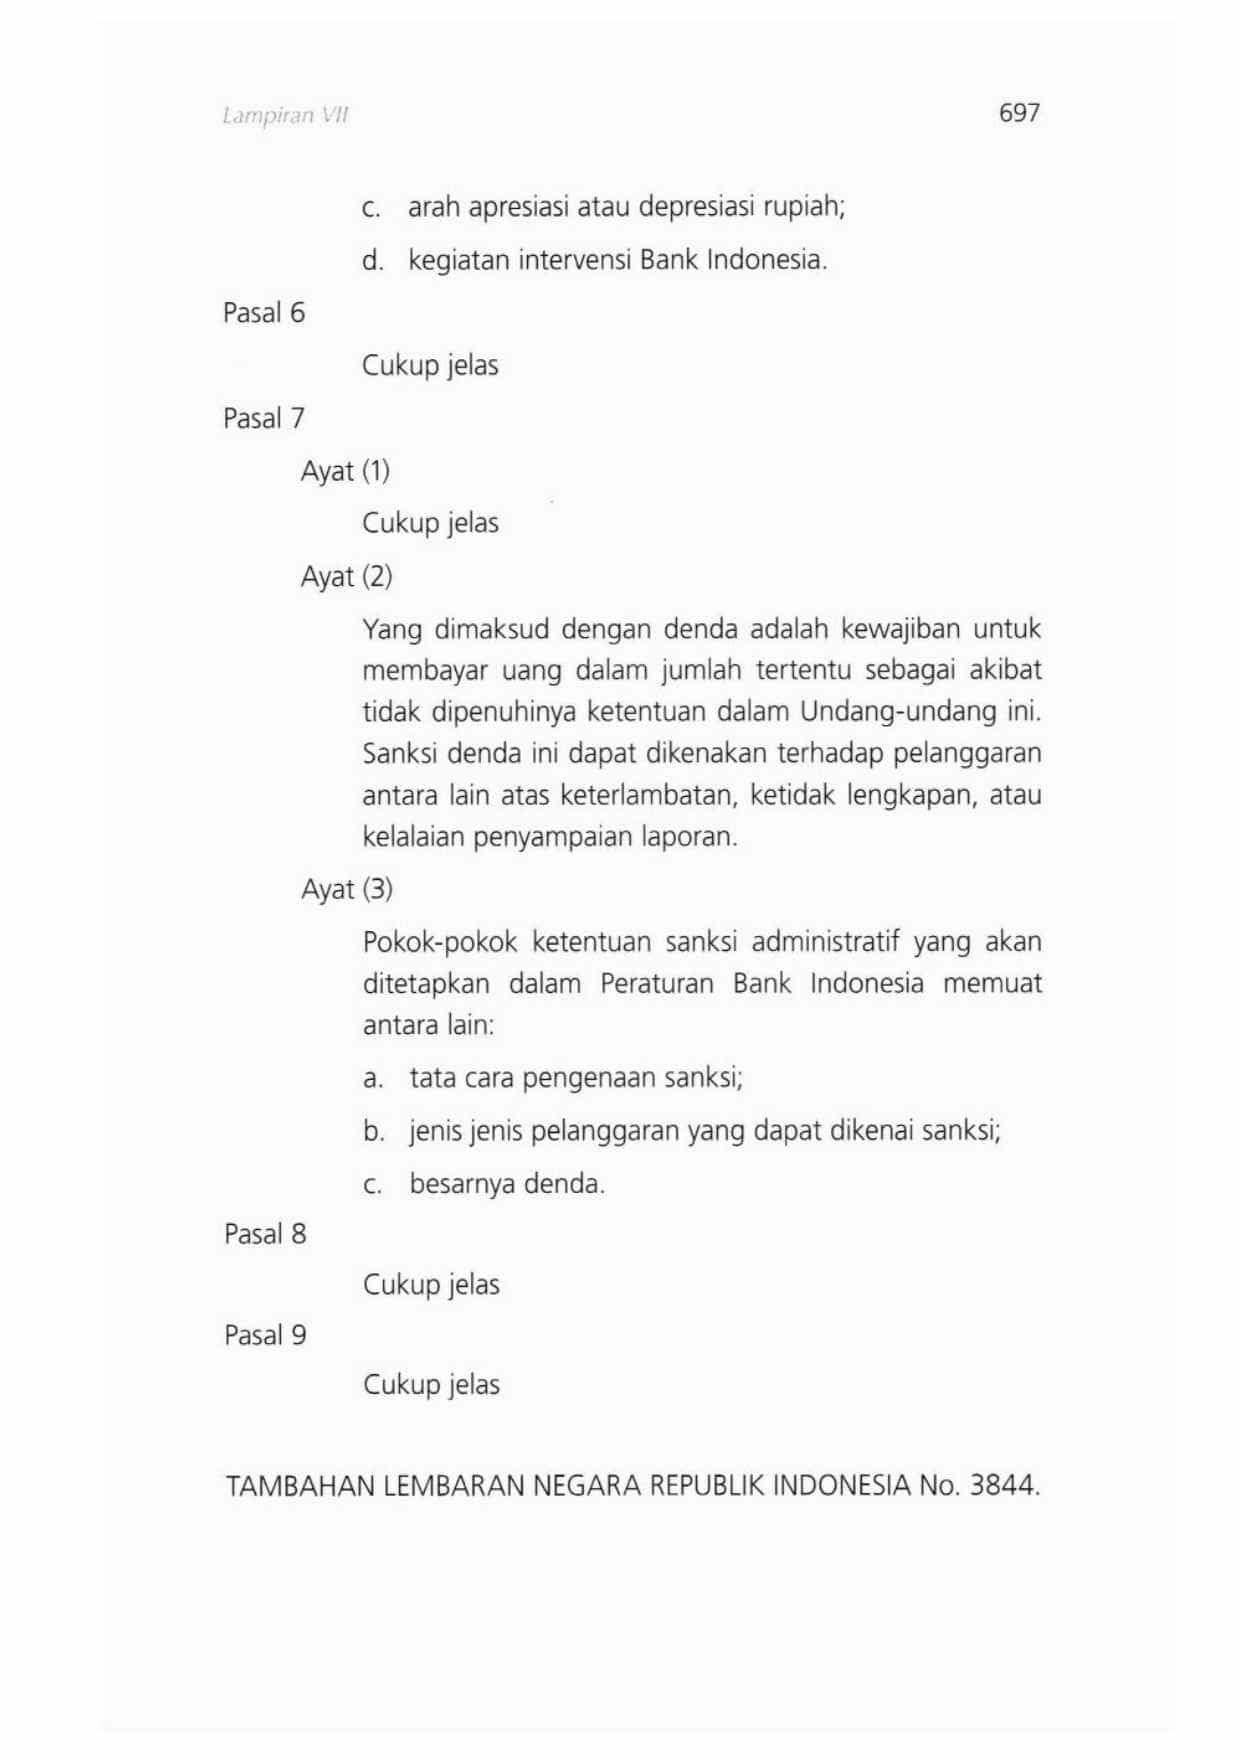 Lampiran VII 697
c. arah apresiasi atau depresiasi rupiah;
d. kegiatan intervensi Bank Indonesia.
Pasal 6
Cukup jelas
Pasal 7
Ayat (1)
Cukup jelas
Ayat (2)
Yang dimaksud dengan denda adalah kewajiban untuk
membayar uang dalam jumlah tertentu sebagai akibat
tidak dipenuhinya ketentuan dalam Undang-undang ini.
Sanksi denda ini dapat dikenakan terhadap pelanggaran
antara lain atas keterlambatan, ketidak lengkapan, atau
kelalaian penyampaian laporan.
Ayat (3)
Pokok-pokok ketentuan sanksi administratif yang akan
ditetapkan dalam Peraturan Bank Indonesia memuat
antara lain:
a. tata cara pengenaan sanksi;
b. jenis jenis pelanggaran yang dapat dikenai sanksi;
c. besarnya denda.
Pasal 8
Cukup jelas
Pasal 9
Cukup jelas
TAMBAHAN LEMBARAN NEGARA REPUBLIK INDONESIA No. 3844.